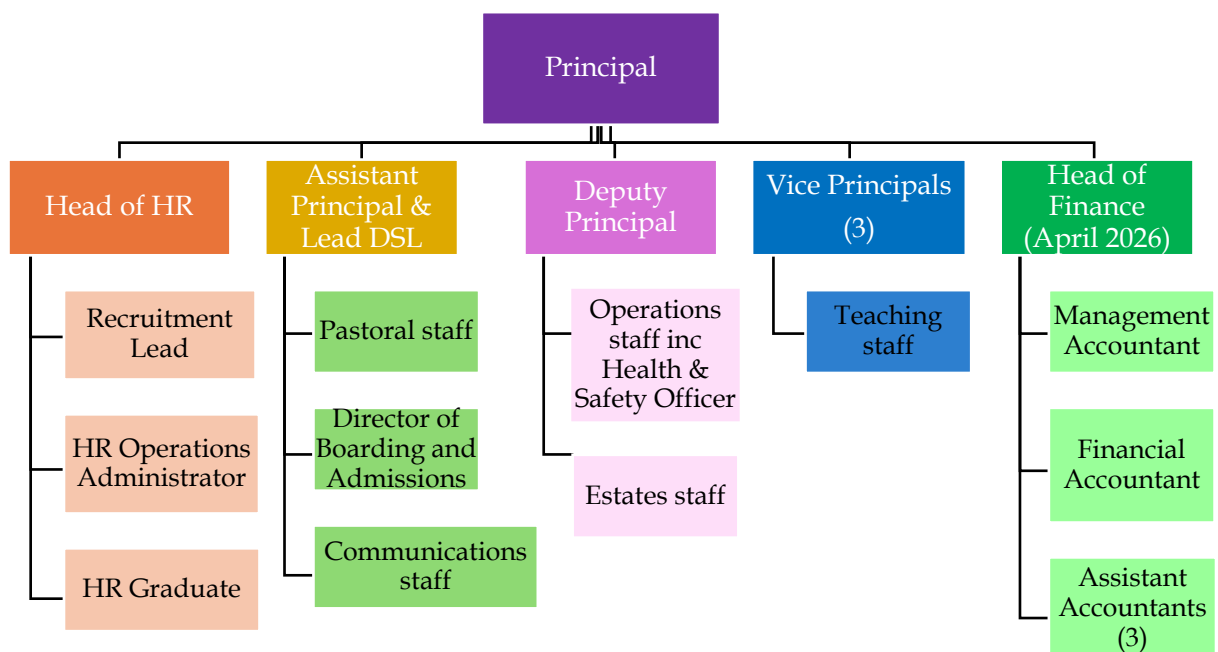 Principal
Head of HR
Assistant
Principal &
Lead DSL
Deputy
Principal
Vice Principals
(3)
Head of
Finance
(April 2026)
Recruitment
Lead
HR Operations
Administrator
HR Graduate
Pastoral staff
Director of
Boarding and
Admissions
Communications
staff
Operations
staff inc
Health &
Safety Officer
Estates staff
Teaching
staff
Management
Accountant
Financial
Accountant
Assistant
Accountants
(3)